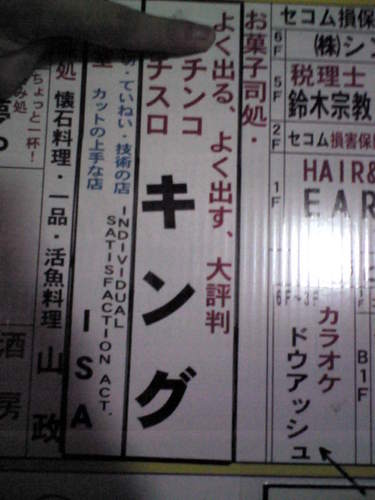 セコム損保
6F
㈱シン
5F
税理士
鈴木宗教
2F
セコム損害保
1F
HAIR&
EAR
お菓子司処・
よく出る、よく出す、大評判
チンコ
チスロ
キング
ていねい・技術の店
カットの上手な店
INDIVIDUAL
SATISFACTION ACT.
ISA
処 懐石料理・一品・活魚料理
山政
ちょっと一杯!
み処
酒房
カラオケ
ドウアッシュ
B1F